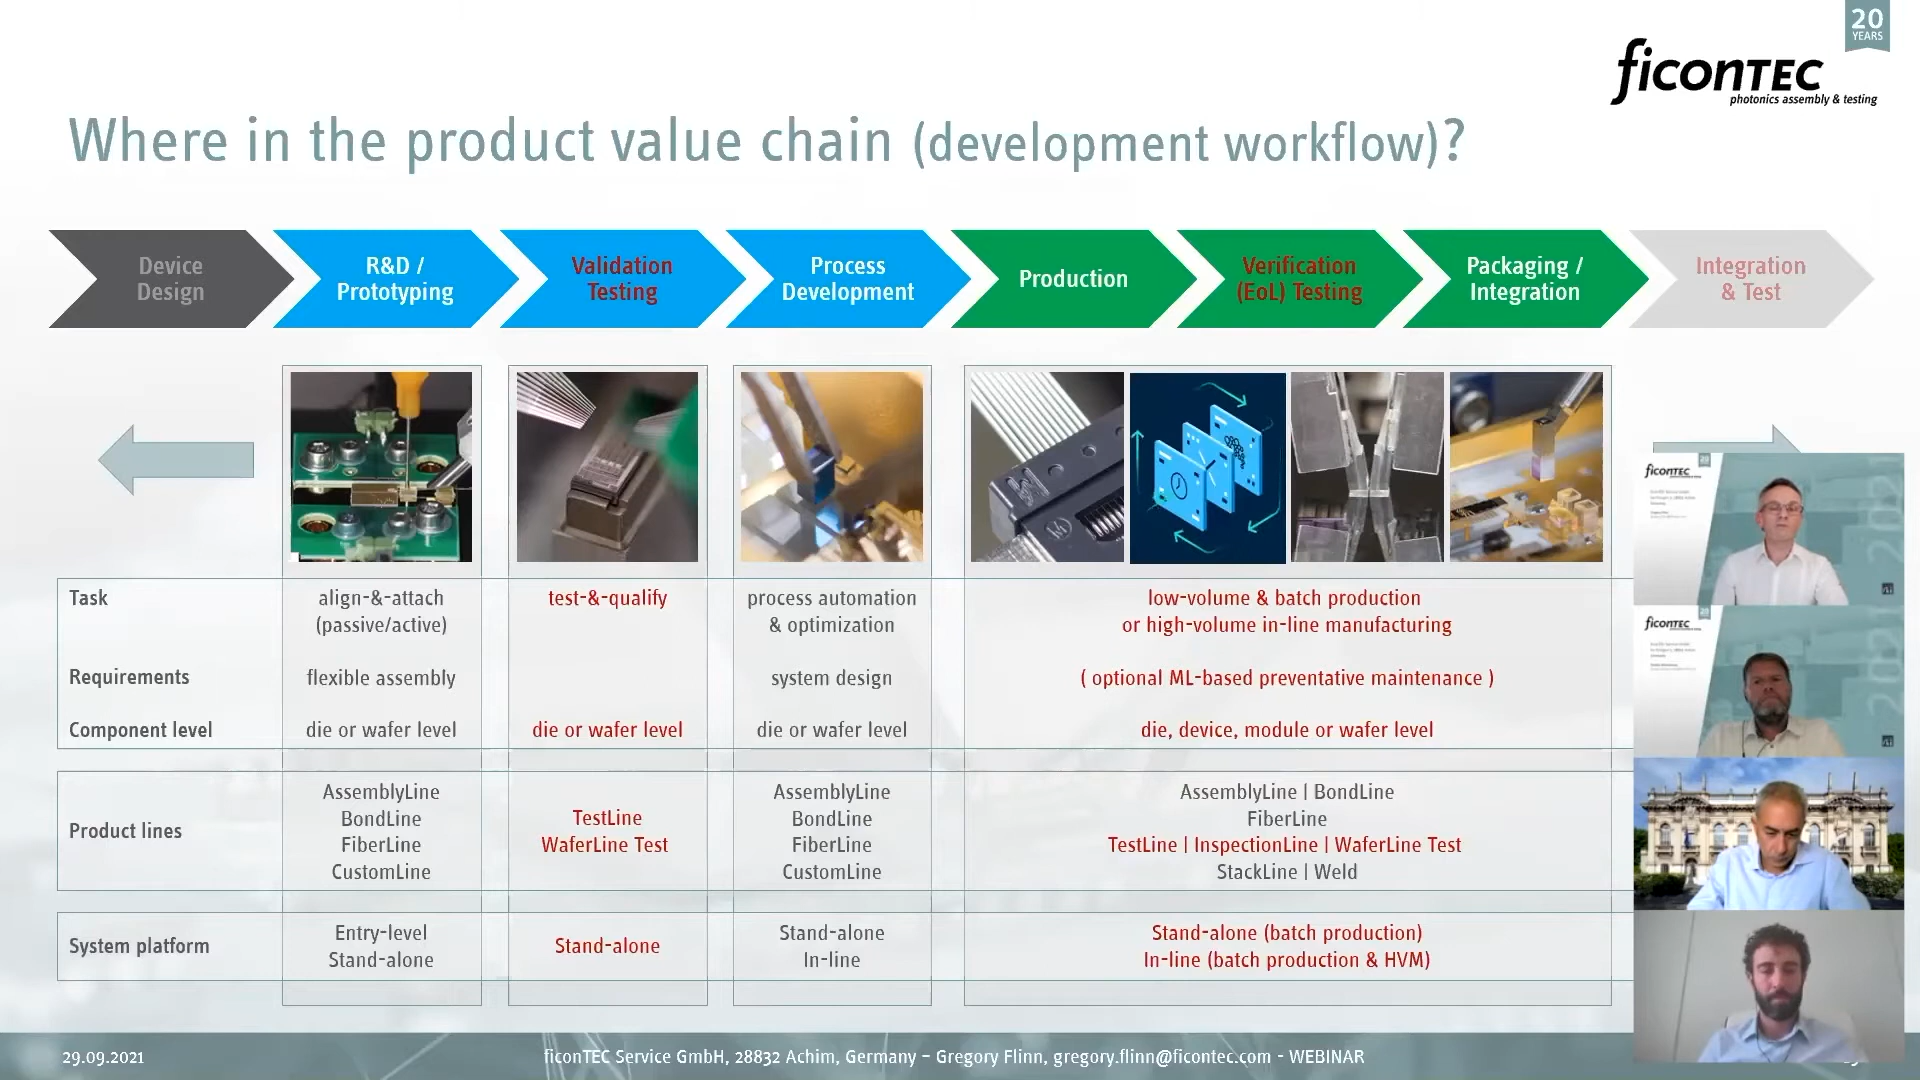 20
YEARS
ficonTEC
photonics assembly & testing
Where in the product value chain (development workflow)?
Device
Design
R&D /
Prototyping
Validation
Testing
Process
Development
Production
Verification
(EoL) Testing
Packaging /
Integration
Integration
& Test
Task
align-&-attach
(passive/active)
test-&-qualify
process automation
& optimization
low-volume & batch production
or high-volume in-line manufacturing
Requirements
flexible assembly
system design
( optional ML-based preventative maintenance )
Component level
die or wafer level
die or wafer level
die or wafer level
die, device, module or wafer level
Product lines
AssemblyLine
BondLine
FiberLine
CustomLine
TestLine
WaferLine Test
AssemblyLine
BondLine
FiberLine
CustomLine
AssemblyLine | BondLine
FiberLine
TestLine | InspectionLine | WaferLine Test
StackLine | Weld
System platform
Entry-level
Stand-alone
Stand-alone
Stand-alone
In-line
Stand-alone (batch production)
In-line (batch production & HVM)
ficonTEC
ficonTEC
29.09.2021
ficonTEC Service GmbH, 28832 Achim, Germany – Gregory Flinn, gregory.flinn@ficontec.com - WEBINAR